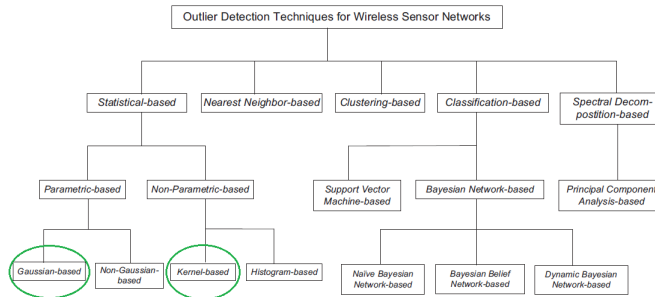 Outlier Detection Techniques for Wireless Sensor Networks
Statistical-based
Nearest Neighbor-based
Clustering-based
Classification-based
Spectral Decom-
postition-based
Parametric-based
Non-Parametric-based
Support Vector
Machine-based
Bayesian Network-based
Principal Component
Analysis-based
Gaussian-based
Non-Gaussian-
based
Kernel-based
Histogram-based
Naïve Bayesian
Network-based
Bayesian Belief
Network-based
Dynamic Bayesian
Network-based